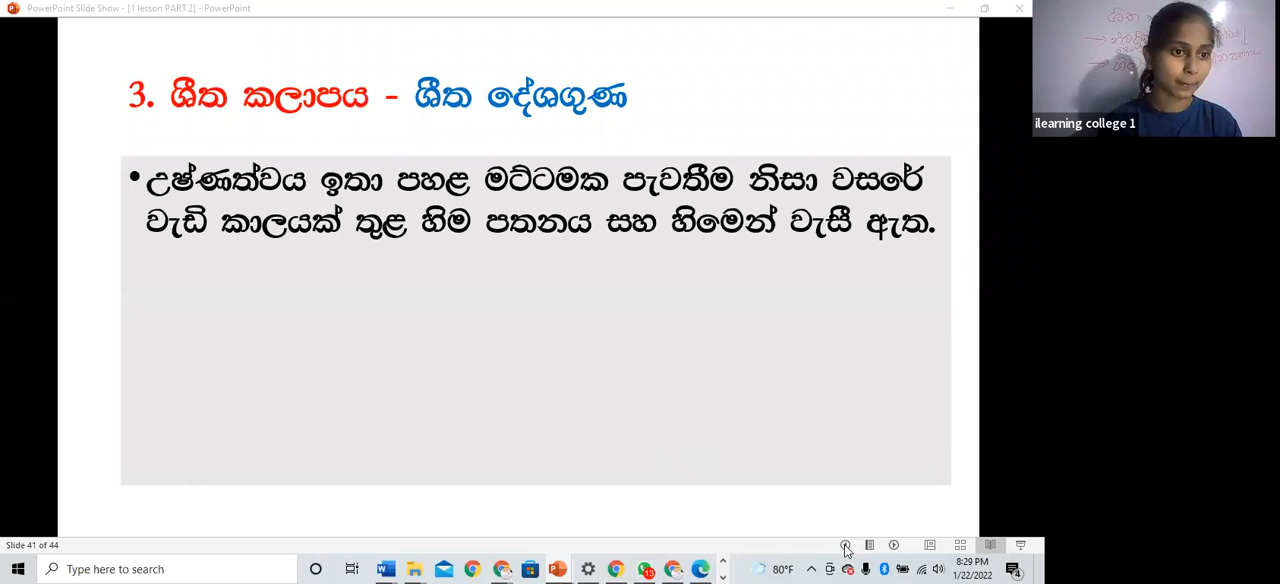 PowerPoint Slide Show - [1 lesson PART 2] - PowerPoint
3. ශීත කලාපය - ශීත දේශගුණ
• උෂ්ණත්වය ඉතා පහළ මට්ටමක පැවතීම නිසා වසරේ
වැඩි කාලයක් තුළ හිම පතනය සහ හිමෙන් වැසී ඇත.
ilearning college 1
Slide 41 of 44
Type here to search
13
80°F
8:29 PM
1/22/2022
4